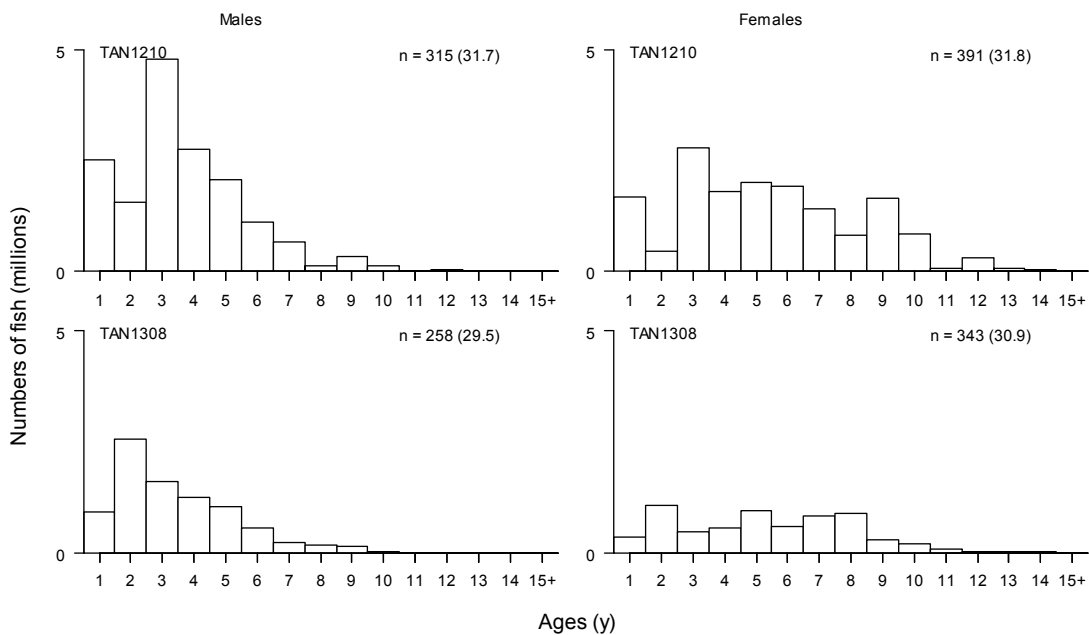 Males
Females
Numbers of fish (millions)
5
TAN1210
n = 315 (31.7)
0
1 2 3 4 5 6 7 8 9 10 11 12 13 14 15+
5
TAN1210
n = 391 (31.8)
0
1 2 3 4 5 6 7 8 9 10 11 12 13 14 15+
5
TAN1308
n = 258 (29.5)
0
1 2 3 4 5 6 7 8 9 10 11 12 13 14 15+
5
TAN1308
n = 343 (30.9)
0
1 2 3 4 5 6 7 8 9 10 11 12 13 14 15+
Ages (y)